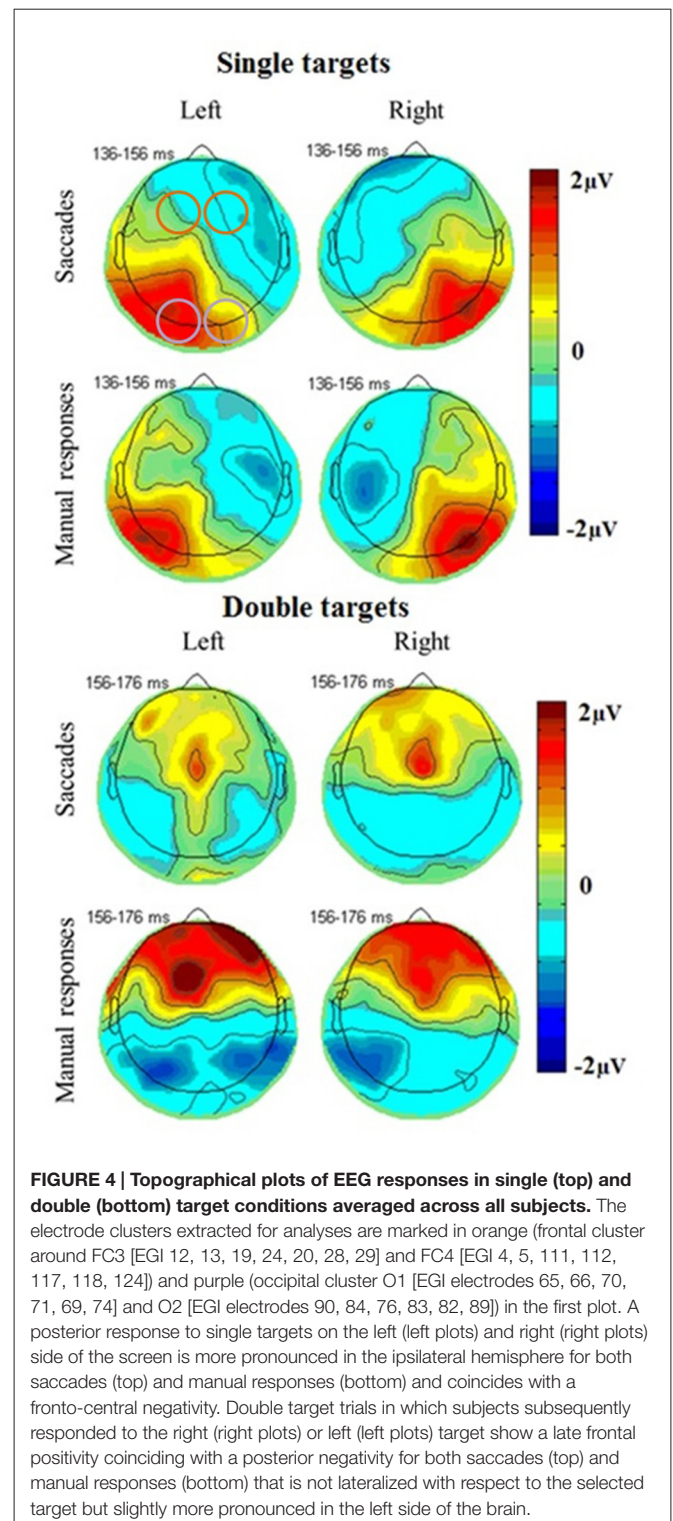 Single targets
Left Right
136-156 ms 136-156 ms
Saccades
2µV
0
-2µV
136-156 ms 136-156 ms
Manual responses
Double targets
Left Right
156-176 ms 156-176 ms
Saccades
2µV
0
-2µV
156-176 ms 156-176 ms
Manual responses
FIGURE 4 | Topographical plots of EEG responses in single (top) and
double (bottom) target conditions averaged across all subjects. The
electrode clusters extracted for analyses are marked in orange (frontal cluster
around FC3 [EGI 12, 13, 19, 24, 20, 28, 29] and FC4 [EGI 4, 5, 111, 112,
117, 118, 124]) and purple (occipital cluster O1 [EGI electrodes 65, 66, 70,
71, 69, 74] and O2 [EGI electrodes 90, 84, 76, 83, 82, 89]) in the first plot. A
posterior response to single targets on the left (left plots) and right (right plots)
side of the screen is more pronounced in the ipsilateral hemisphere for both
saccades (top) and manual responses (bottom) and coincides with a
fronto-central negativity. Double target trials in which subjects subsequently
responded to the right (right plots) or left (left plots) target show a late frontal
positivity coinciding with a posterior negativity for both saccades (top) and
manual responses (bottom) that is not lateralized with respect to the selected
target but slightly more pronounced in the left side of the brain.